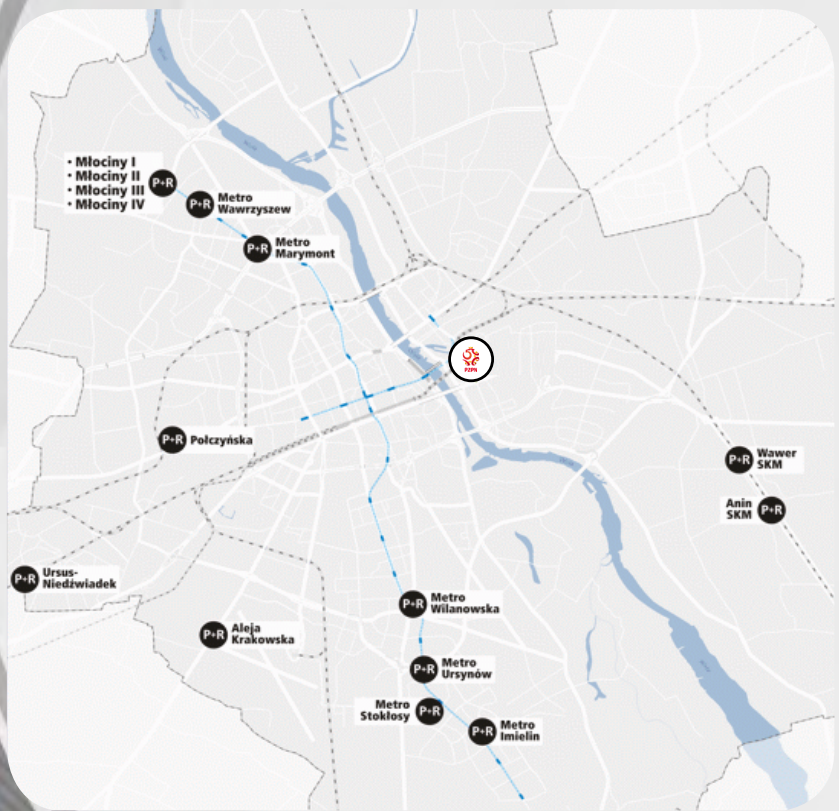 • Młociny I
• Młociny II
• Młociny III
• Młociny IV
P+R
P+R
Metro
Wawrzyszew
P+R
Metro
Marymont
PZPN
P+R
Połczyńska
P+R
Wawer
SKM
Anin
SKM
P+R
P+R
Ursus-
Niedźwiadek
P+R
Metro
Wilanowska
P+R
Aleja
Krakowska
P+R
Metro
Ursynów
Metro
Stokłosy
P+R
P+R
Metro
Imielin